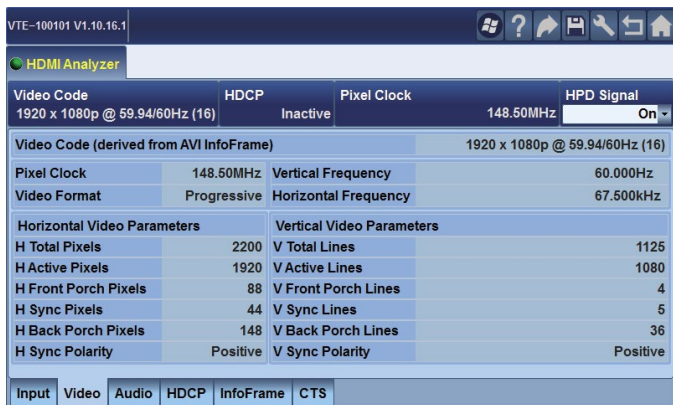 VTE-100101 V1.10.16.1
HDMI Analyzer
Video Code HDCP Pixel Clock HPD Signal
1920 x 1080p @ 59.94/60Hz (16) Inactive 148.50MHz On
Video Code (derived from AVI InfoFrame) 1920 x 1080p @ 59.94/60Hz (16)
Pixel Clock 148.50MHz Vertical Frequency 60.000Hz
Video Format Progressive Horizontal Frequency 67.500kHz
Horizontal Video Parameters Vertical Video Parameters
H Total Pixels 2200 V Total Lines 1125
H Active Pixels 1920 V Active Lines 1080
H Front Porch Pixels 88 V Front Porch Lines 4
H Sync Pixels 44 V Sync Lines 5
H Back Porch Pixels 148 V Back Porch Lines 36
H Sync Polarity Positive V Sync Polarity Positive
Input Video Audio HDCP InfoFrame CTS